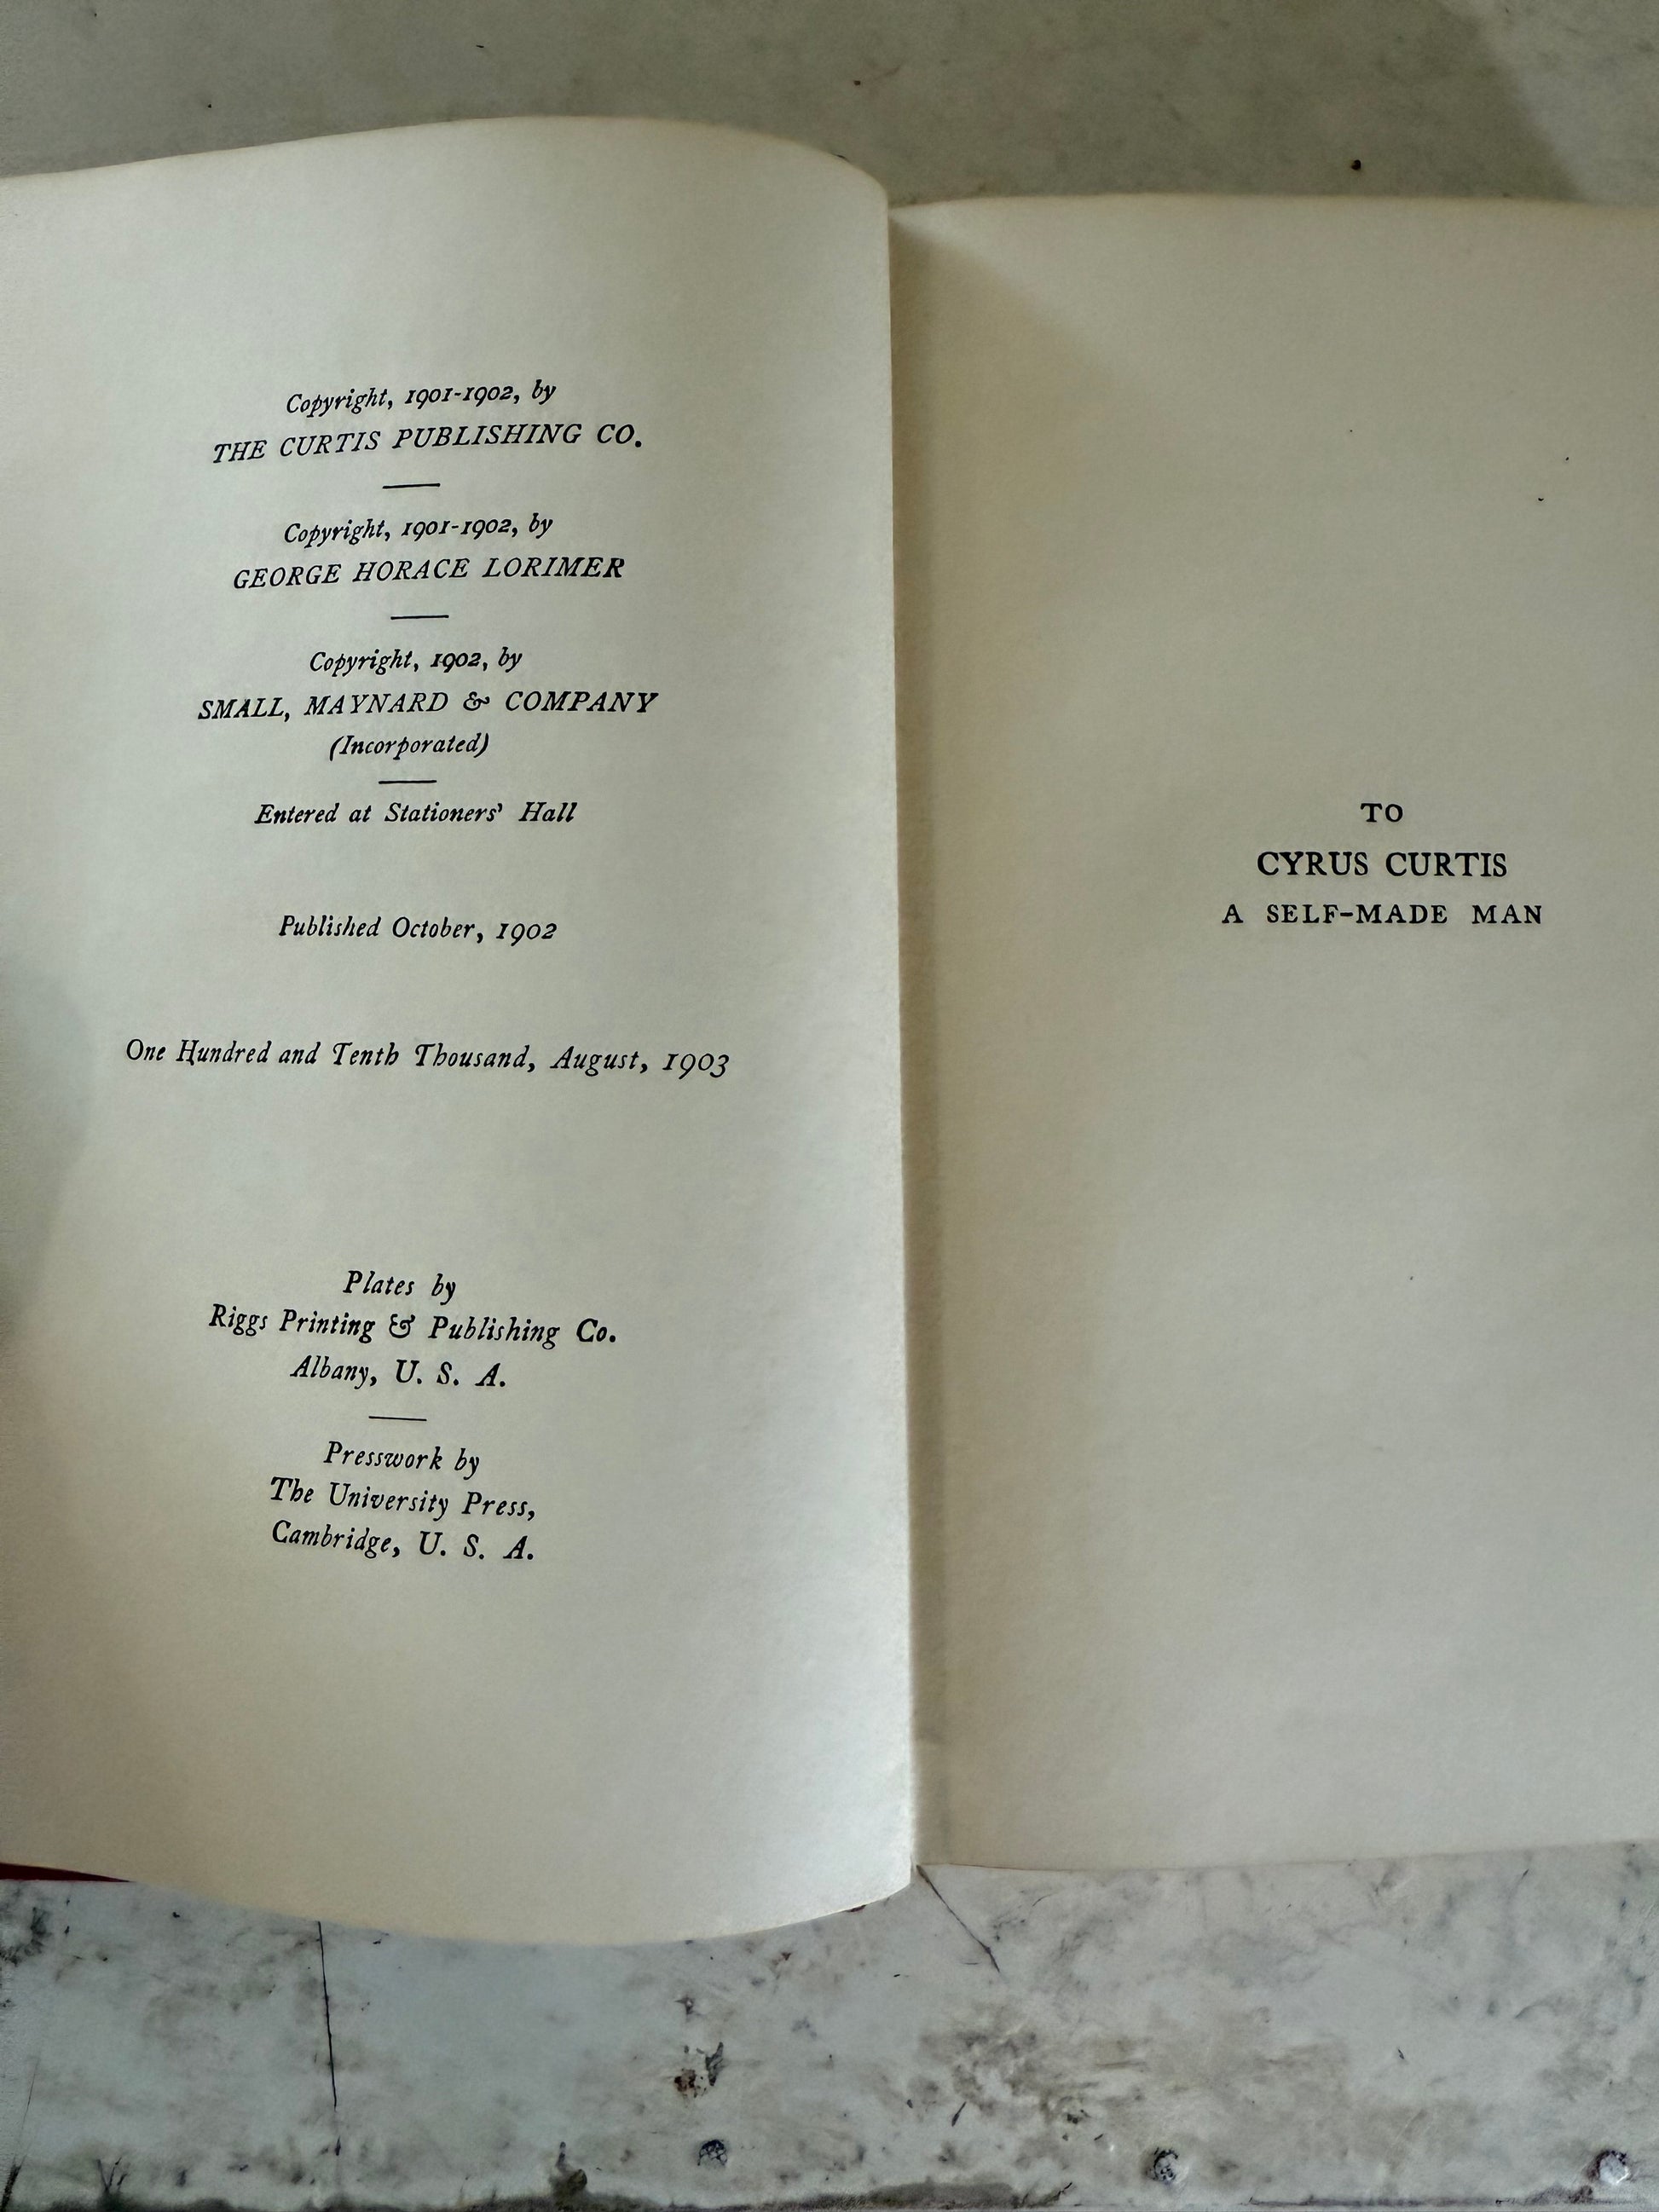 Copyright, 1901-1902, by
THE CURTIS PUBLISHING CO.
Copyright, 1901-1902, by
GEORGE HORACE LORIMER
Copyright, 1902, by
SMALL, MAYNARD & COMPANY
(Incorporated)
Entered at Stationers' Hall
Published October, 1902
One Hundred and Tenth Thousand, August, 1903
Plates by
Riggs Printing & Publishing Co.
Albany, U. S. A.
Presswork by
The University Press,
Cambridge, U. S. A.
TO
CYRUS CURTIS
A SELF-MADE MAN